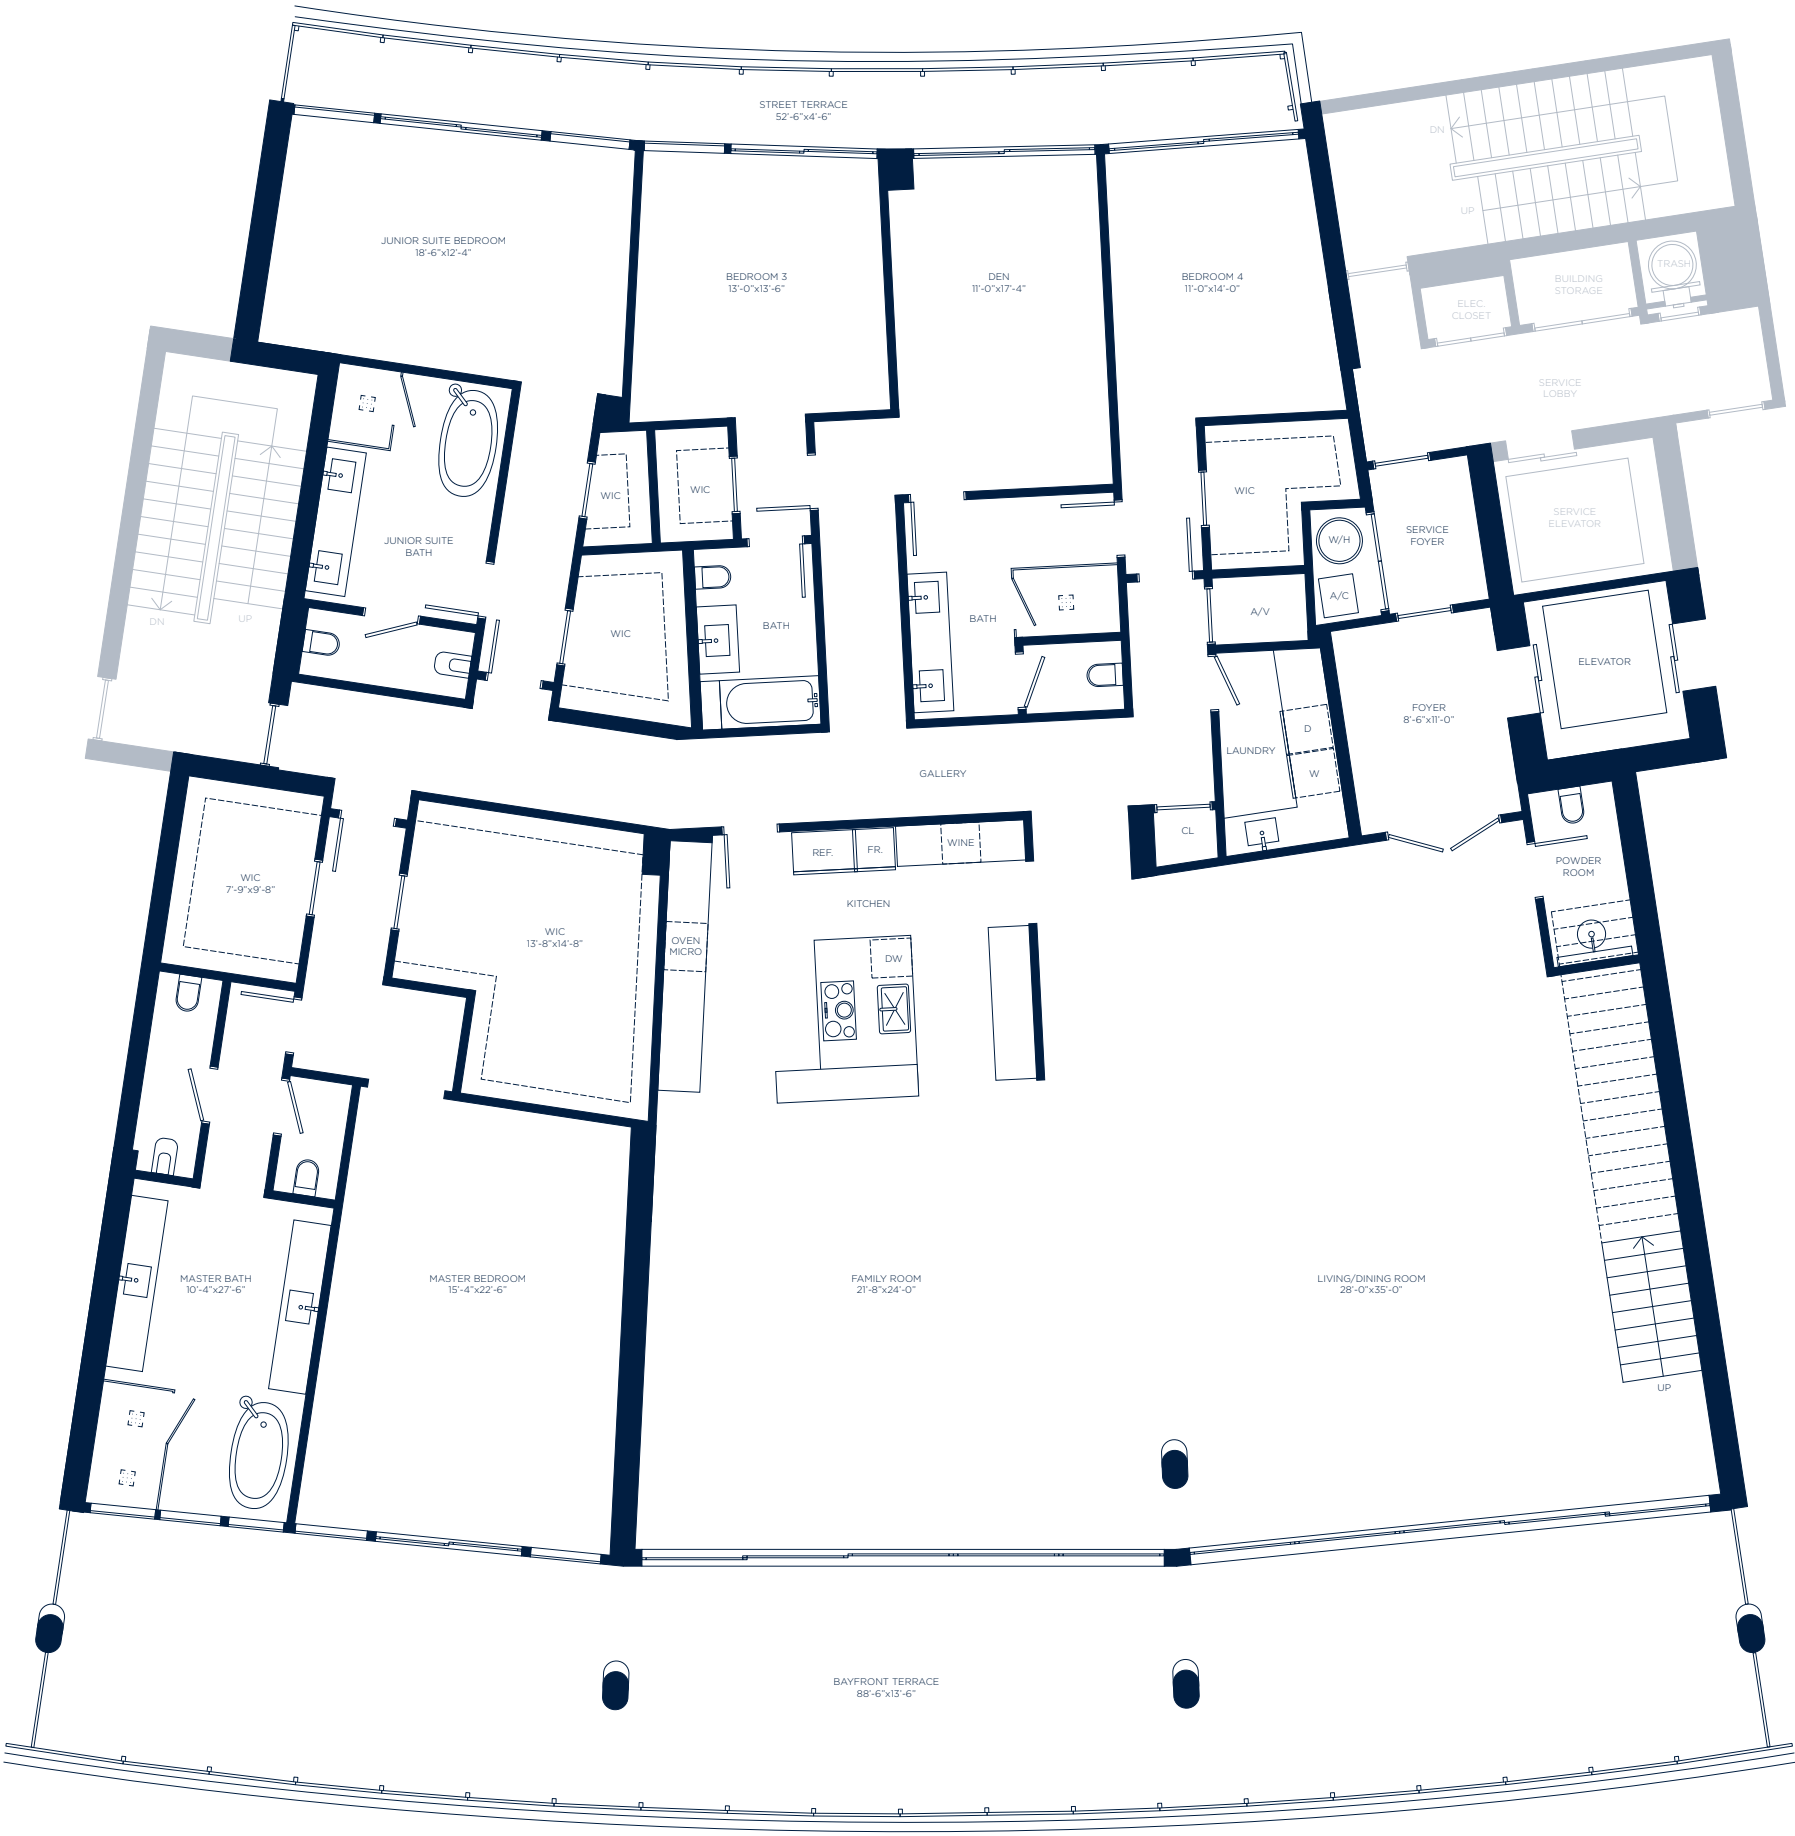 STREET TERRACE
52'-6"x4'-6"
DN
UP
JUNIOR SUITE BEDROOM
18'-6"x12'-4"
BEDROOM 3
13'-0"x13'-6"
DEN
11'-0"x17'-4"
BEDROOM 4
11'-0"x14'-0"
TRASH
BUILDING
STORAGE
ELEC.
CLOSET
SERVICE
LOBBY
WIC
WIC
WIC
SERVICE
ELEVATOR
SERVICE
FOYER
W/H
JUNIOR SUITE
BATH
A/C
A/V
DN
UP
WIC
BATH
BATH
ELEVATOR
FOYER
8'-6"x11'-0"
D
LAUNDRY
W
GALLERY
CL
REF.
FR.
WINE
POWDER
ROOM
WIC
7'-9"x9'-8"
KITCHEN
WIC
13'-8"x14'-8"
OVEN
MICRO
DW
MASTER BATH
10'-4"x27'-6"
MASTER BEDROOM
15'-4"x22'-6"
FAMILY ROOM
21'-8"x24'-0"
LIVING/DINING ROOM
28'-0"x35'-0"
UP
BAYFRONT TERRACE
88'-6"x13'-6"